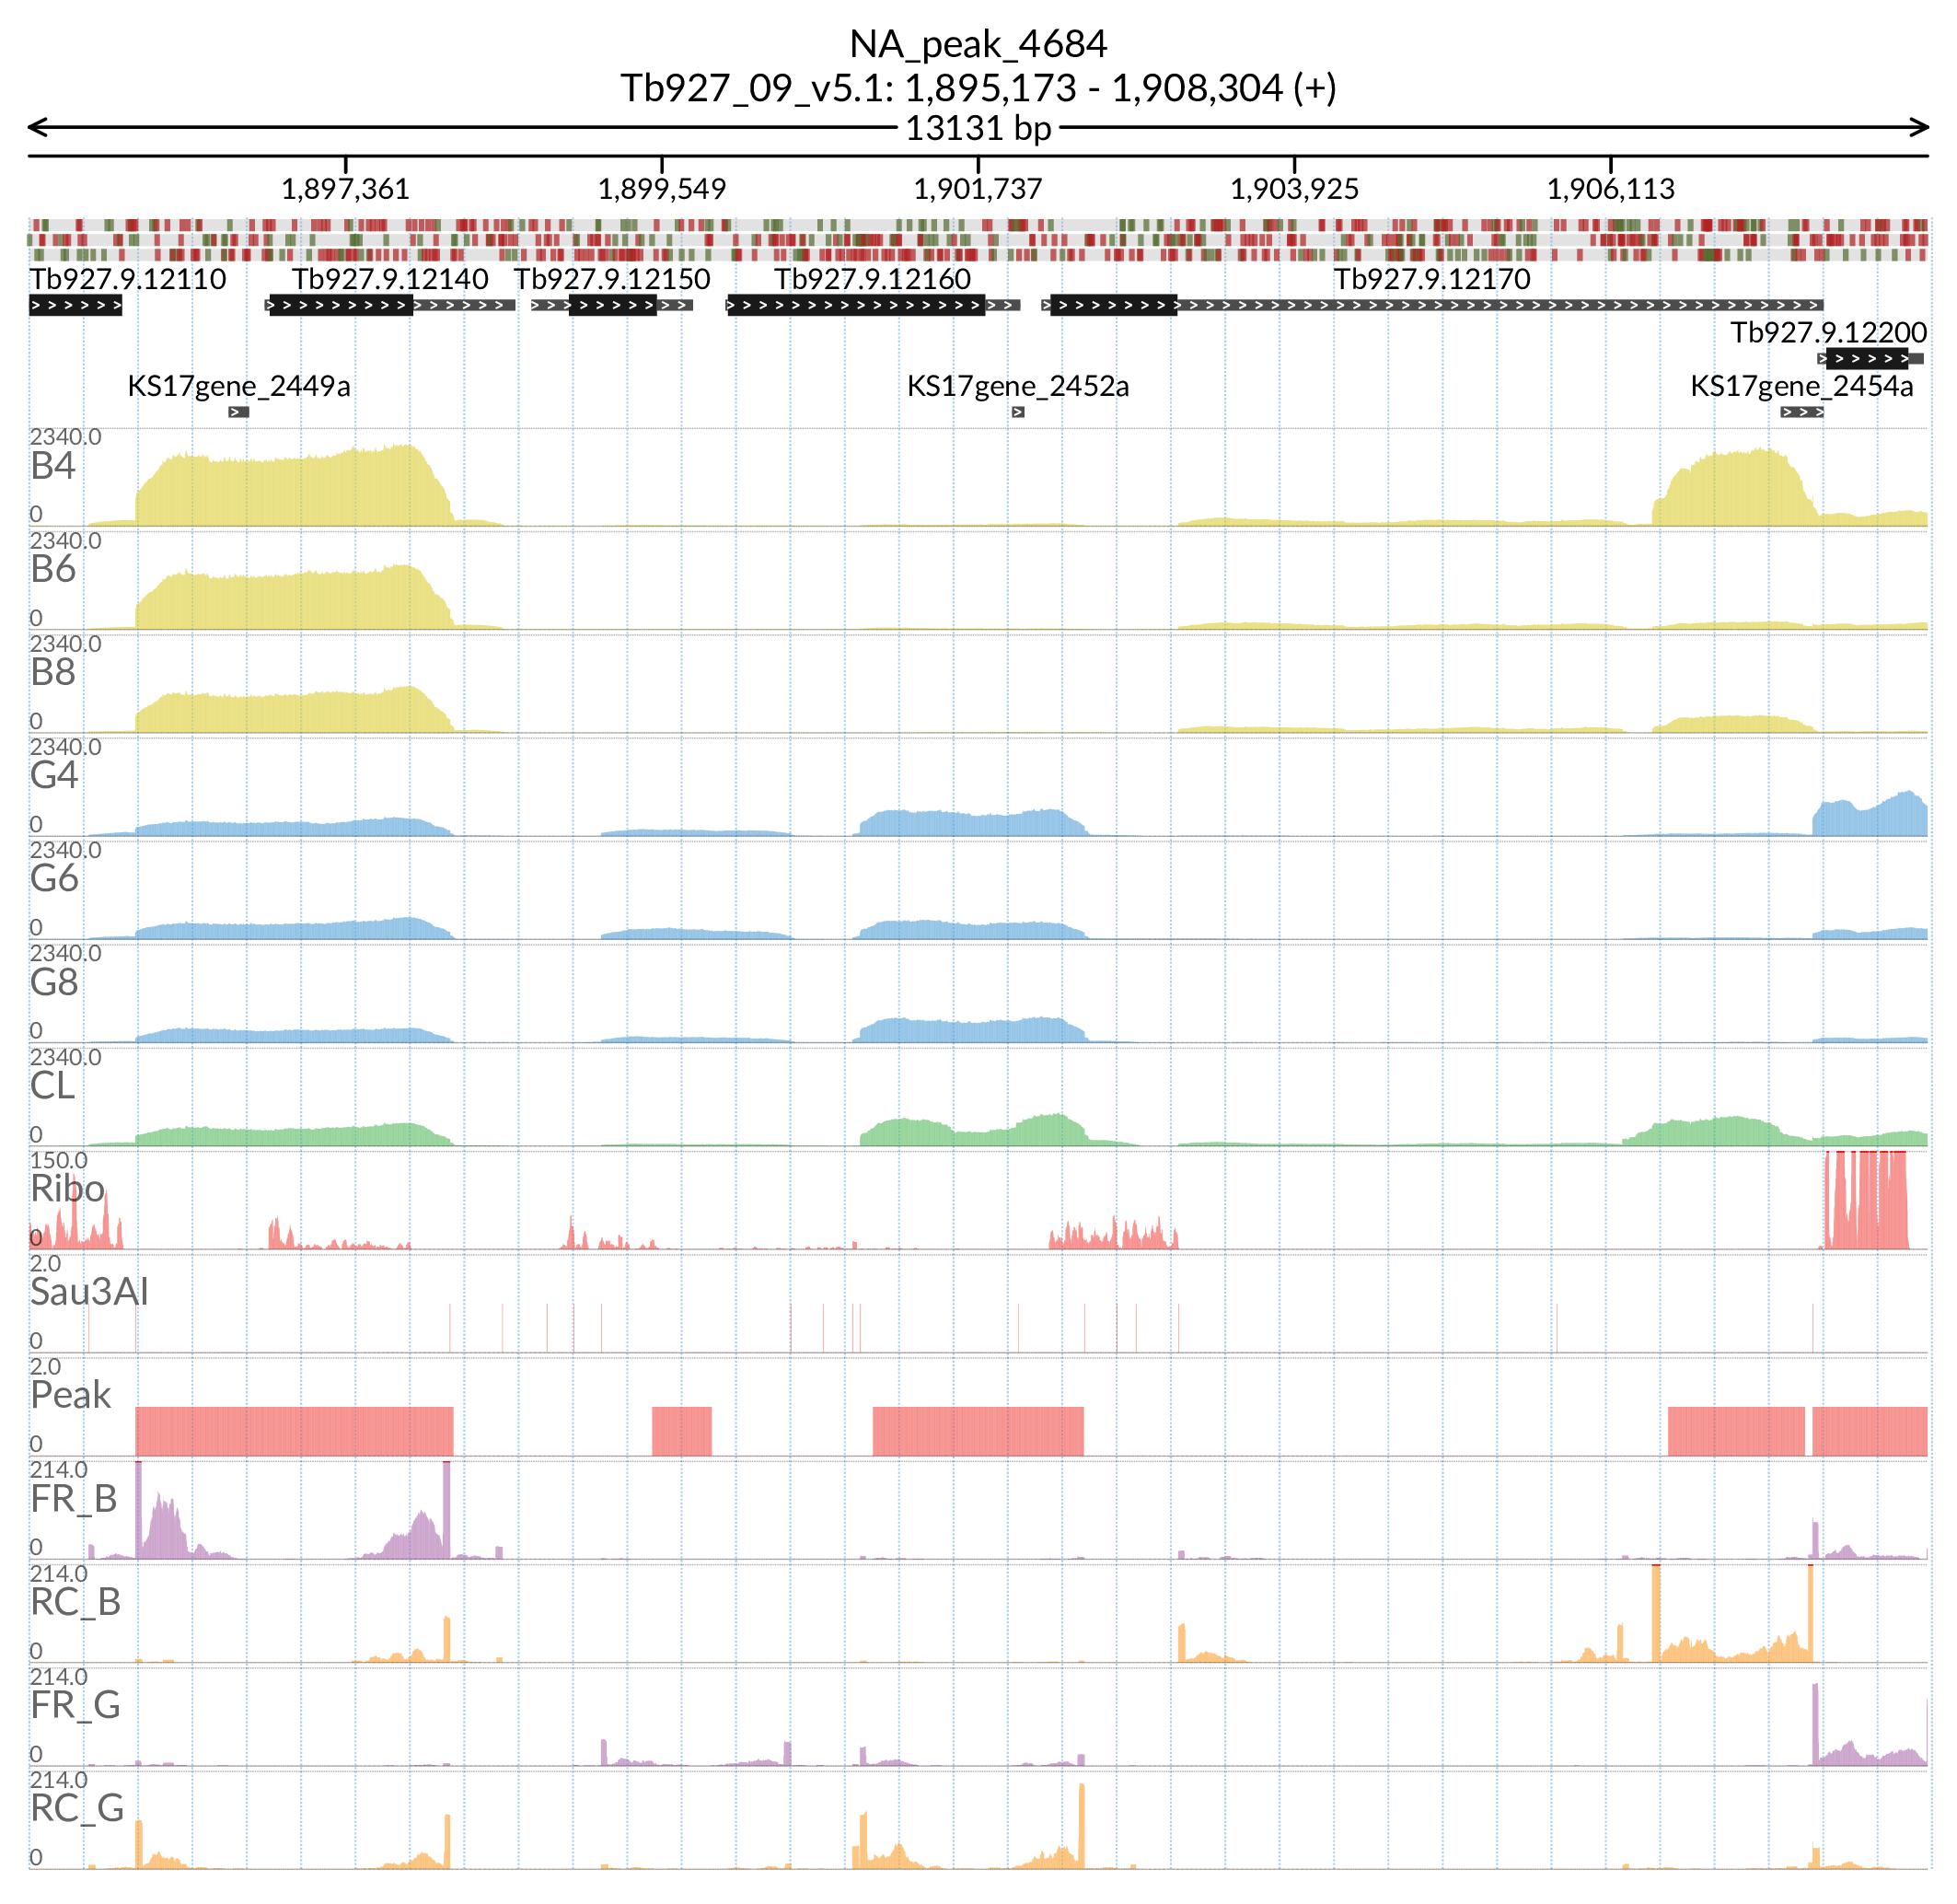 NA_peak_4684
Tb927_09_v5.1: 1,895,173 - 1,908,304 (+)
13131 bp
1,897,361 1,899,549 1,901,737 1,903,925 1,906,113
Tb927.9.12110 Tb927.9.12140 Tb927.9.12150 Tb927.9.12160 Tb927.9.12170
Tb927.9.12200
KS17gene_2449a KS17gene_2452a KS17gene_2454a
2340.0
B4
0
2340.0
B6
0
2340.0
B8
0
2340.0
G4
0
2340.0
G6
0
2340.0
G8
0
2340.0
CL
0
150.0
Ribo
0
2.0
Sau3AI
0
2.0
Peak
0
214.0
FR_B
0
214.0
RC_B
0
214.0
FR_G
0
214.0
RC_G
0